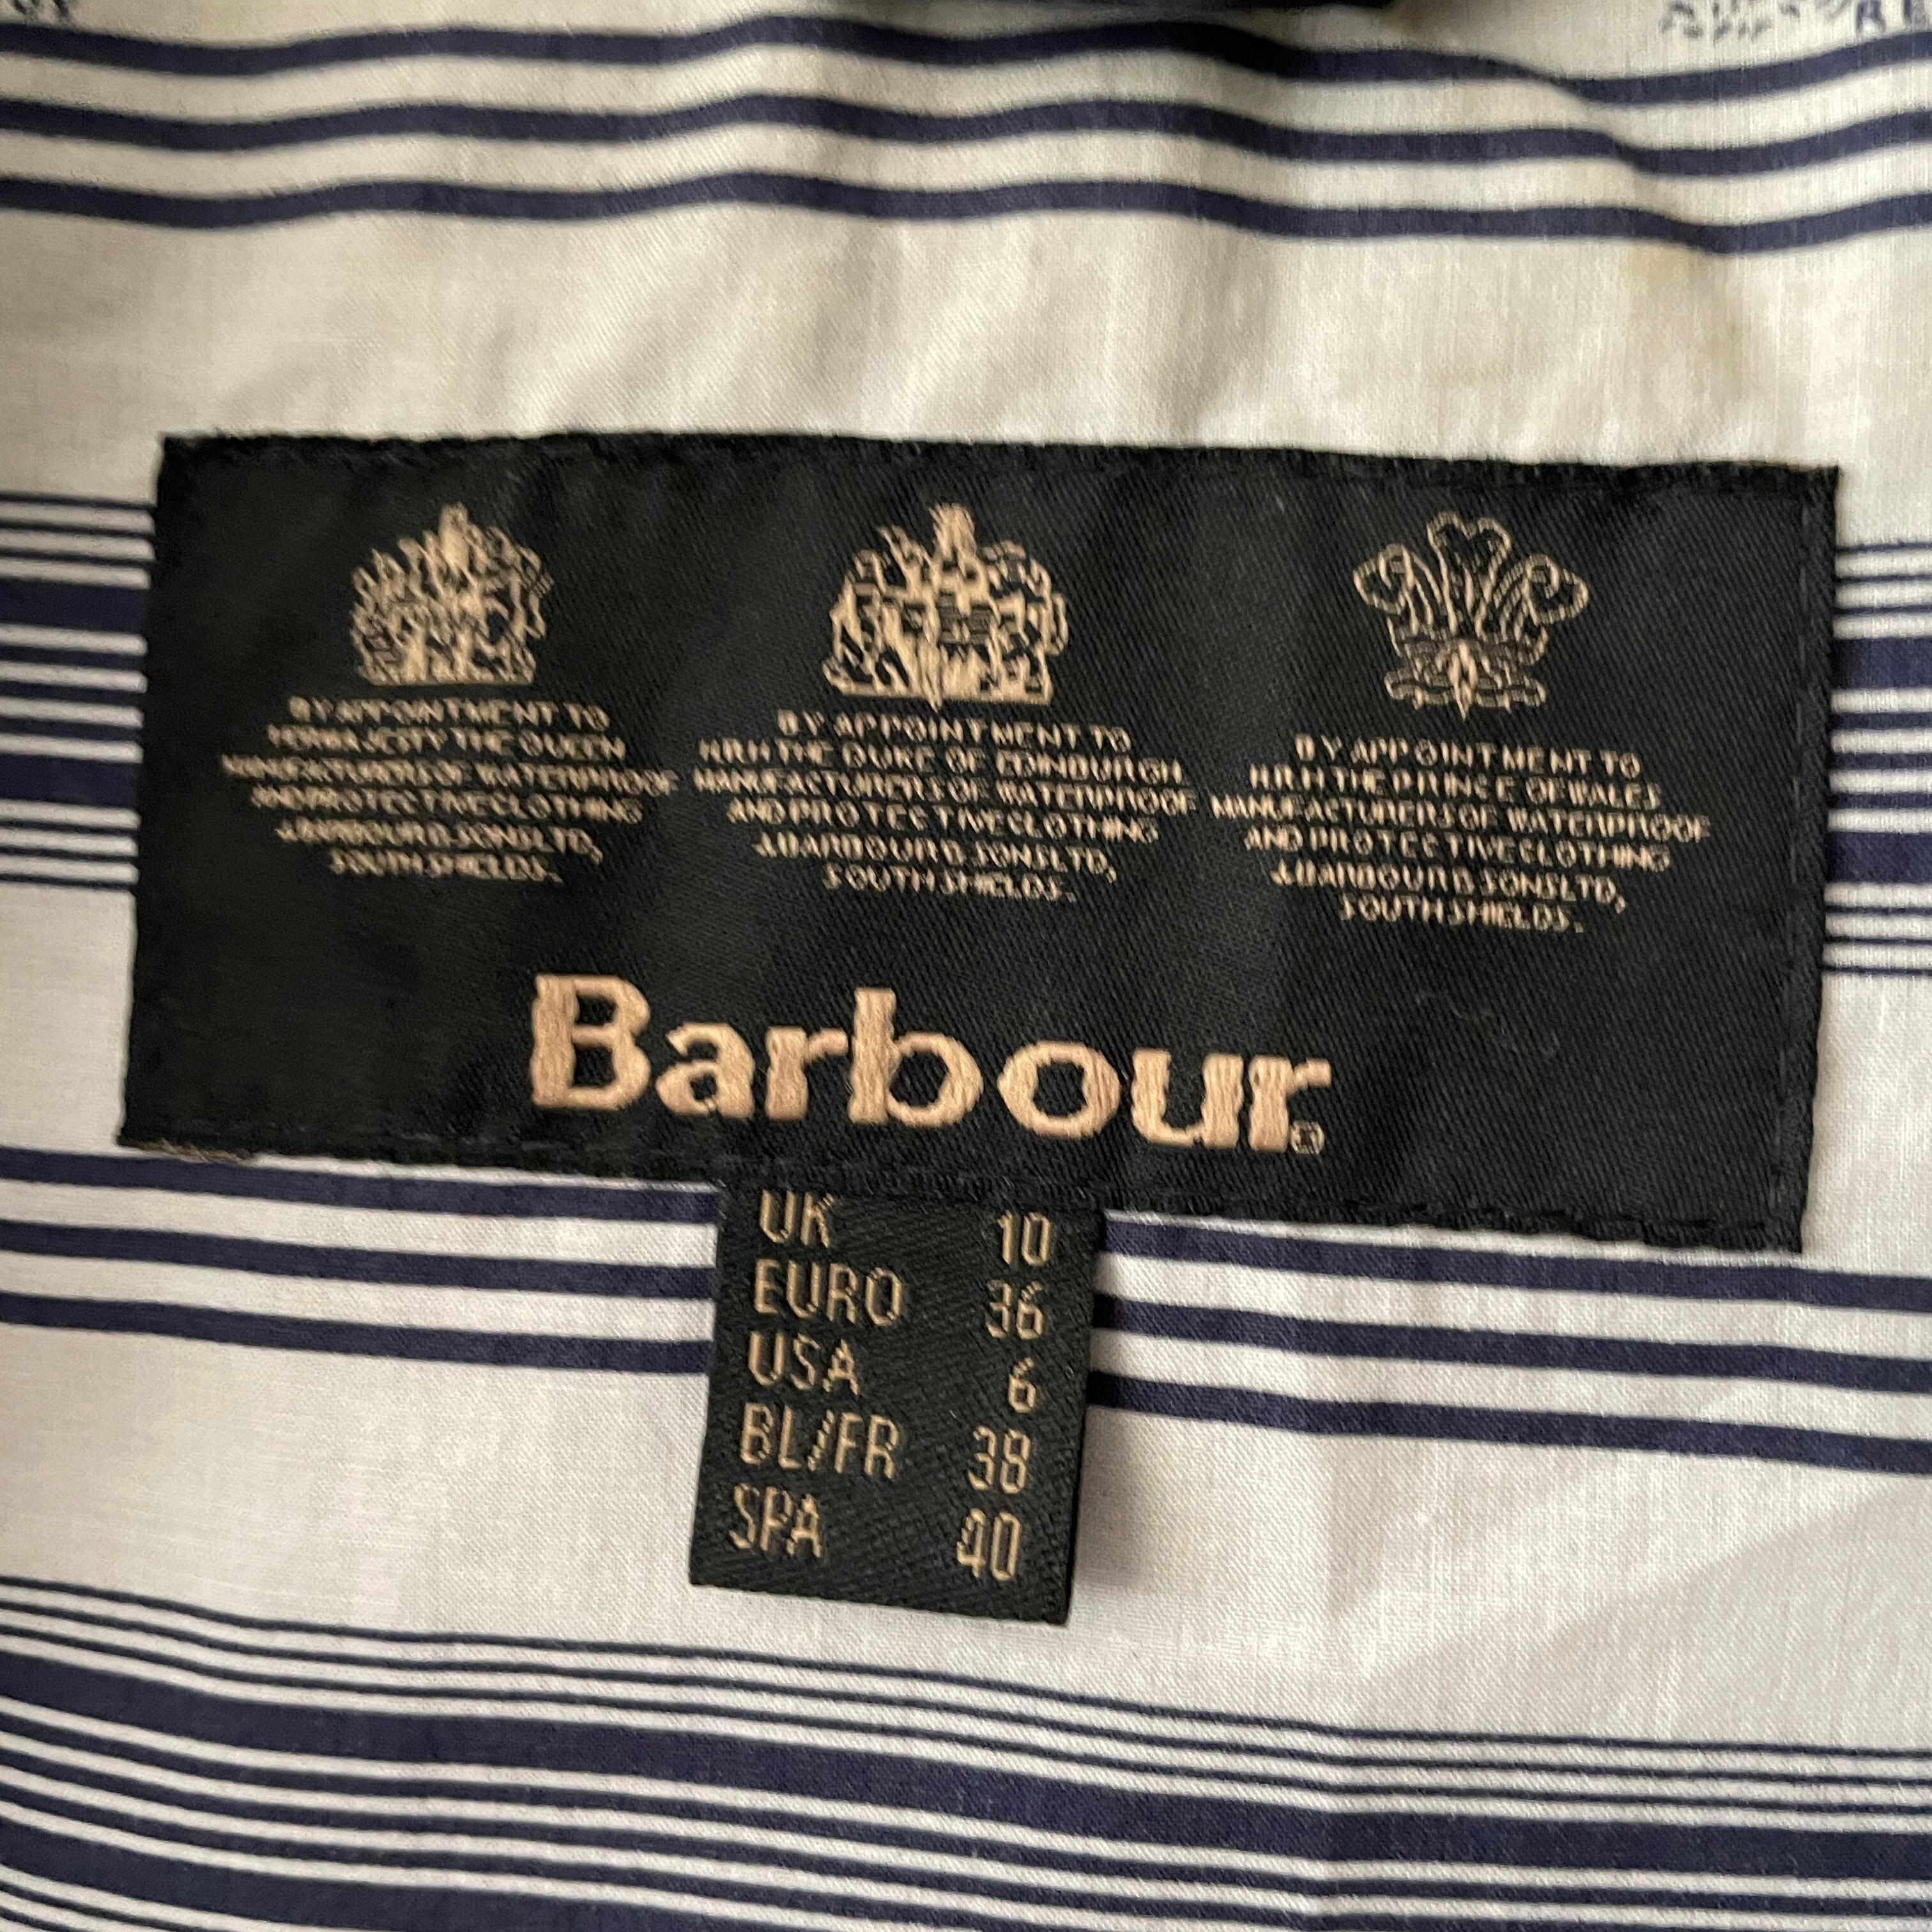 BY APPOINTMENT TO
HER MAJESTY THE QUEEN
MANUFACTURERS OF WATERPROOF
AND PROTECTIVE CLOTHING
J.BARBOUR & SONS LTD,
SOUTH SHIELDS.
BY APPOINTMENT TO
H.R.H THE DUKE OF EDINBURGH
MANUFACTURERS OF WATERPROOF
AND PROTECTIVE CLOTHING
J.BARBOUR & SONS LTD,
SOUTH SHIELDS.
BY APPOINTMENT TO
H.R.H THE PRINCE OF WALES
MANUFACTURERS OF WATERPROOF
AND PROTECTIVE CLOTHING
J.BARBOUR & SONS LTD,
SOUTH SHIELDS.
Barbour®
UK 10
EURO 36
USA 6
BL/FR 38
SPA 40